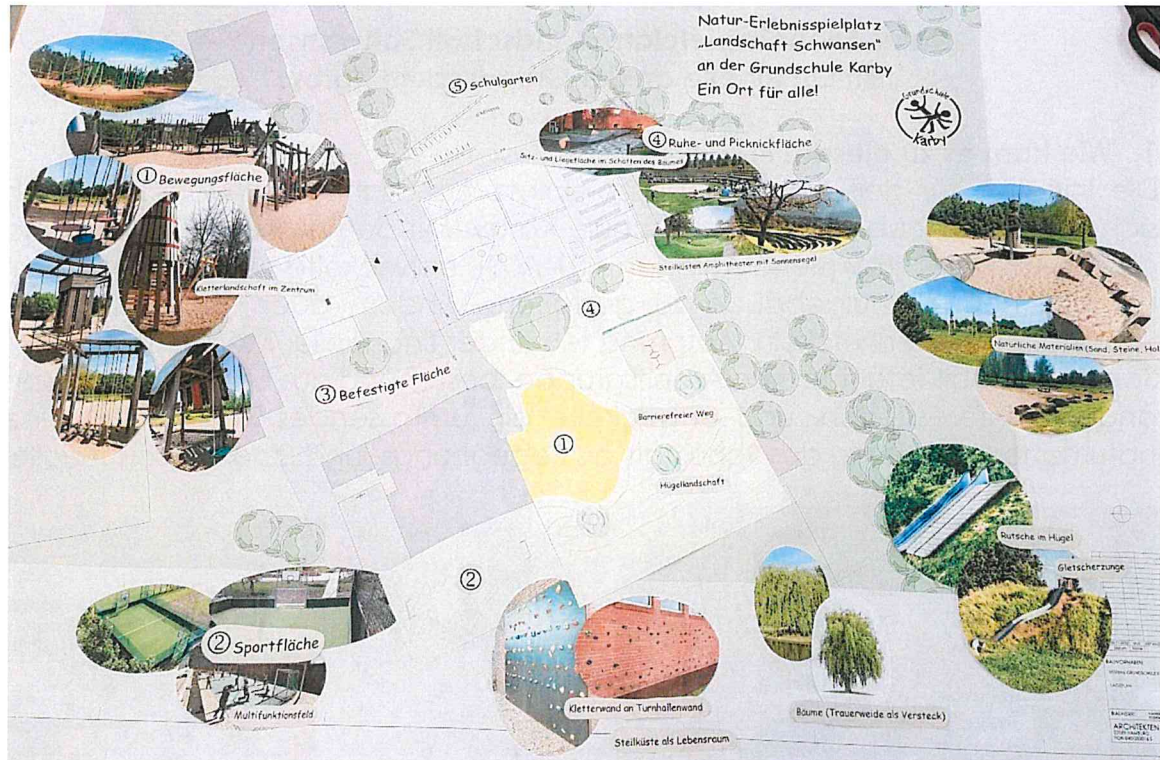 Natur-Erlebnisspielplatz
„Landschaft Schwansen"
an der Grundschule Karby
Ein Ort für alle!
Grundschule
Karby
⑤ Schulgarten
④ Ruhe- und Picknickfläche
Sitz- und Liegefläche im Schatten des Baumes
Steilküsten Amphitheater mit Sonnensegel
① Bewegungsfläche
Kletterlandschaft im Zentrum
Natürliche Materialien (Sand, Steine, Hol
④
③ Befestigte Fläche
Barrierefreier Weg
①
Hügellandschaft
Rutsche im Hügel
Gletscherzunge
②
② Sportfläche
Multifunktionsfeld
Kletterwand an Turnhallenwand
Steilküste als Lebensraum
Bäume (Trauerweide als Versteck)
BAUVORHABEN
LAGEPLAN
ARCHITEKTEN